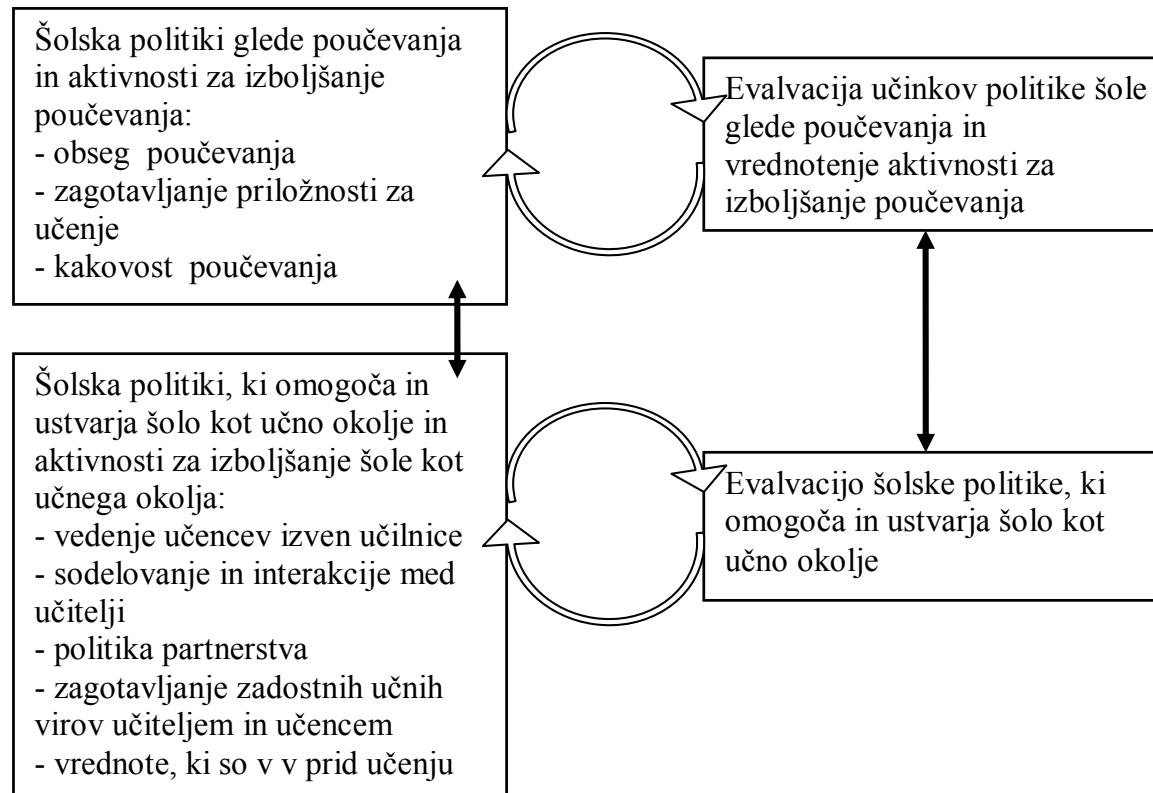 Šolska politiki glede poučevanja
in aktivnosti za izboljšanje
poučevanja:
- obseg  poučevanja
- zagotavljanje priložnosti za
učenje
- kakovost  poučevanja
Evalvacija učinkov politike šole
glede poučevanja in
vrednotenje aktivnosti za
izboljšanje poučevanja
Šolska politiki, ki omogoča in
ustvarja šolo kot učno okolje in
aktivnosti za izboljšanje šole kot
učnega okolja:
- vedenje učencev izven učilnice
- sodelovanje in interakcije med
učitelji
- politika partnerstva
- zagotavljanje zadostnih učnih
virov učiteljem in učencem
- vrednote, ki so v v prid učenju
Evalvacijo šolske politike, ki
omogoča in ustvarja šolo kot
učno okolje